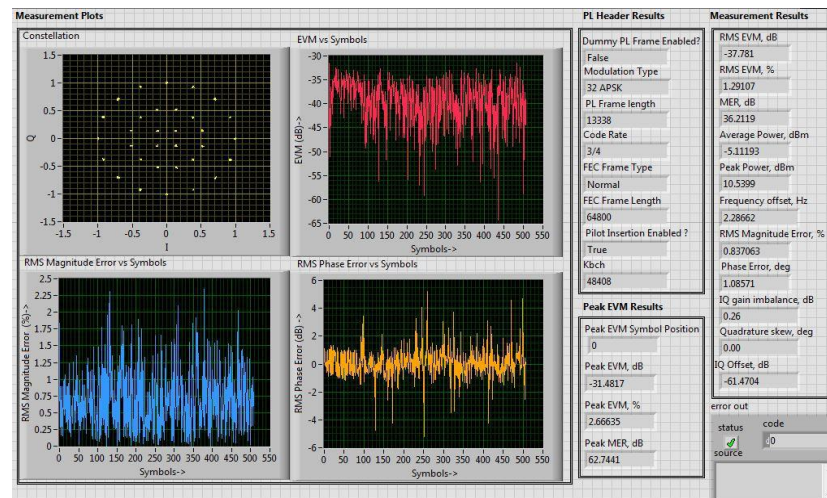 Measurement Plots
Constellation
Q
1.5
1
0.5
0
-0.5
-1
-1.5
-1.5 -1 -0.5 0 0.5 1 1.5
I
EVM vs Symbols
EVM (dB)->
-30
-35
-40
-45
-50
-55
-60
-65
0 50 100 150 200 250 300 350 400 450 500 550
Symbols->
RMS Magnitude Error vs Symbols
RMS Magnitude Error (%)->
2.5
2.25
2
1.75
1.5
1.25
1
0.75
0.5
0.25
0
0 50 100 150 200 250 300 350 400 450 500 550
Symbols->
RMS Phase Error vs Symbols
RMS Phase Error (dB) ->
6
4
2
0
-2
-4
-6
0 50 100 150 200 250 300 350 400 450 500 550
Symbols->
PL Header Results
Dummy PL Frame Enabled?
False
Modulation Type
32 APSK
PL Frame length
13338
Code Rate
3/4
FEC Frame Type
Normal
FEC Frame Length
64800
Pilot Insertion Enabled ?
True
Kbch
48408
Peak EVM Results
Peak EVM Symbol Position
0
Peak EVM, dB
-31.4817
Peak EVM, %
2.66635
Peak MER, dB
62.7441
Measurement Results
RMS EVM, dB
-37.781
RMS EVM, %
1.29107
MER, dB
36.2119
Average Power, dBm
-5.11193
Peak Power, dBm
10.5399
Frequency offset, Hz
2.28662
RMS Magnitude Error, %
0.837063
Phase Error, deg
1.08571
IQ gain imbalance, dB
0.26
Quadrature skew, deg
0.00
IQ Offset, dB
-61.4704
error out
status code
d0
source